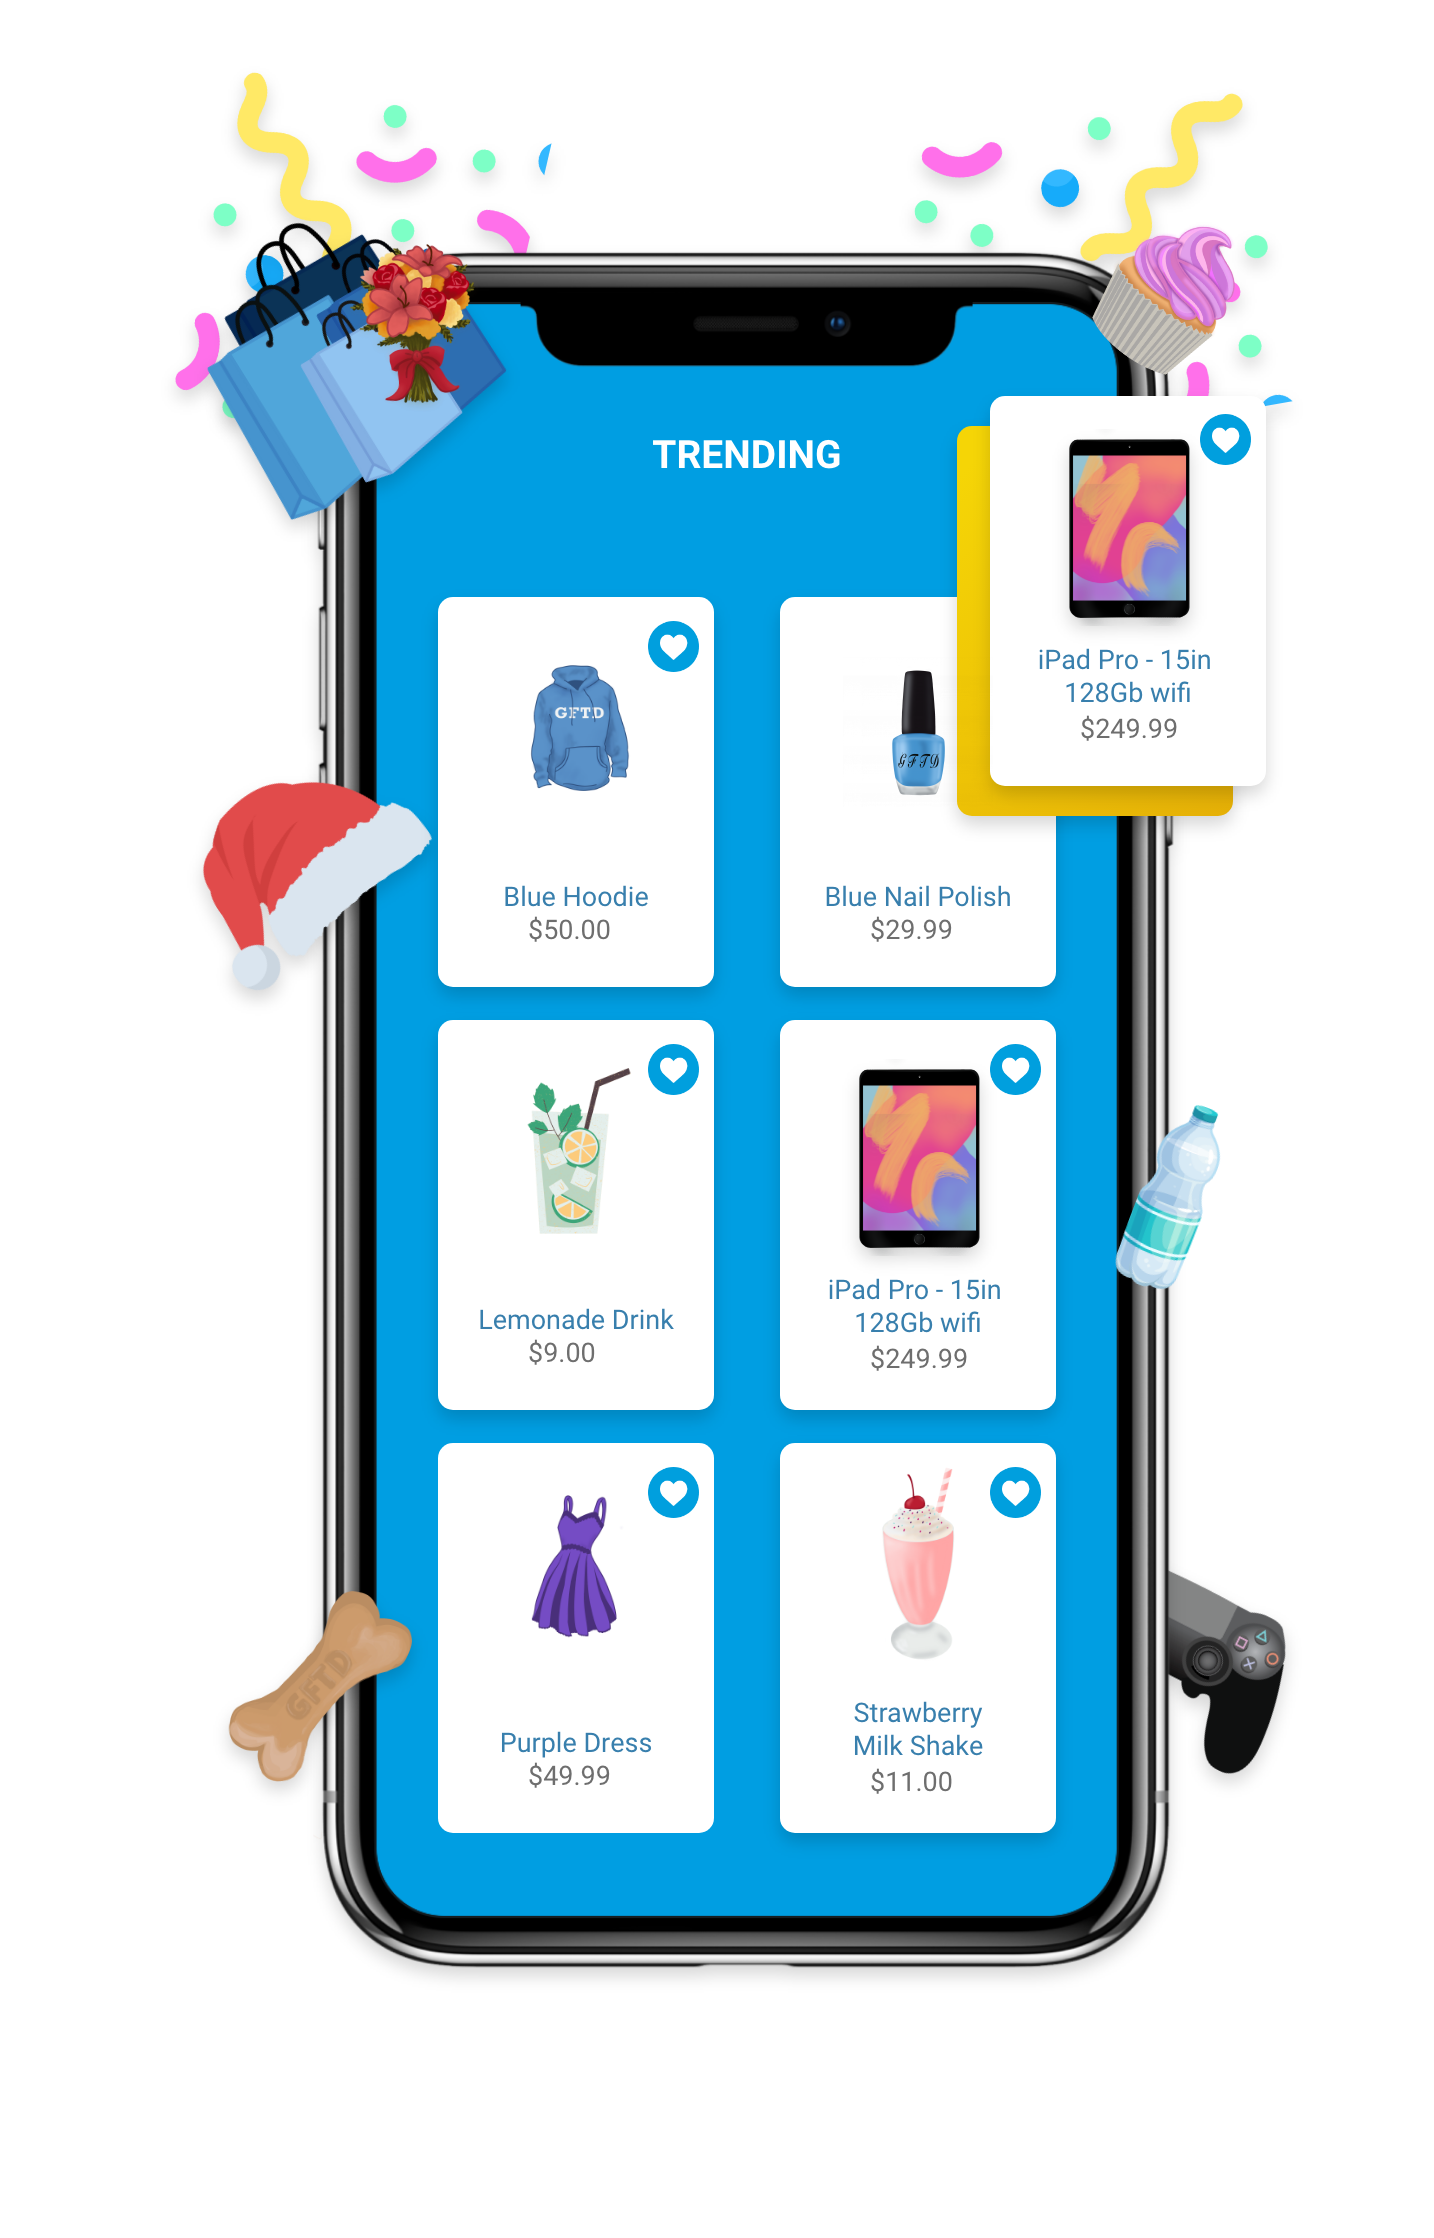 TRENDING
iPad Pro - 15in
128Gb wifi
$249.99
GFTD
Blue Hoodie
$50.00
GFTD
Blue Nail Polish
$29.99
Lemonade Drink
$9.00
iPad Pro - 15in
128Gb wifi
$249.99
Purple Dress
$49.99
Strawberry
Milk Shake
$11.00
GFTD